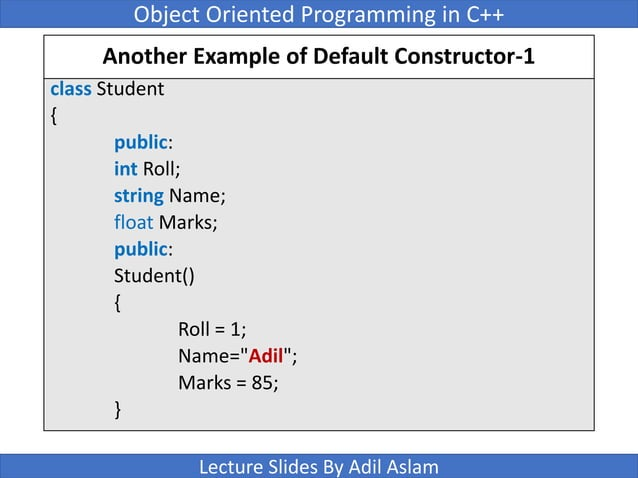 Object Oriented Programming in C++
Another Example of Default Constructor-1
class Student
{
public:
int Roll;
string Name;
float Marks;
public:
Student()
{
Roll = 1;
Name="Adil";
Marks = 85;
}
Lecture Slides By Adil Aslam